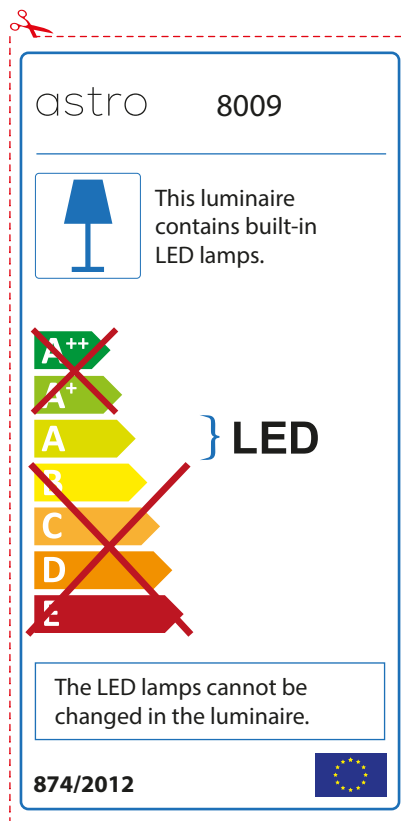 astro 8009
This luminaire
contains built-in
LED lamps.
A++
A+
A
} LED
B
C
D
E
The LED lamps cannot be
changed in the luminaire.
874/2012